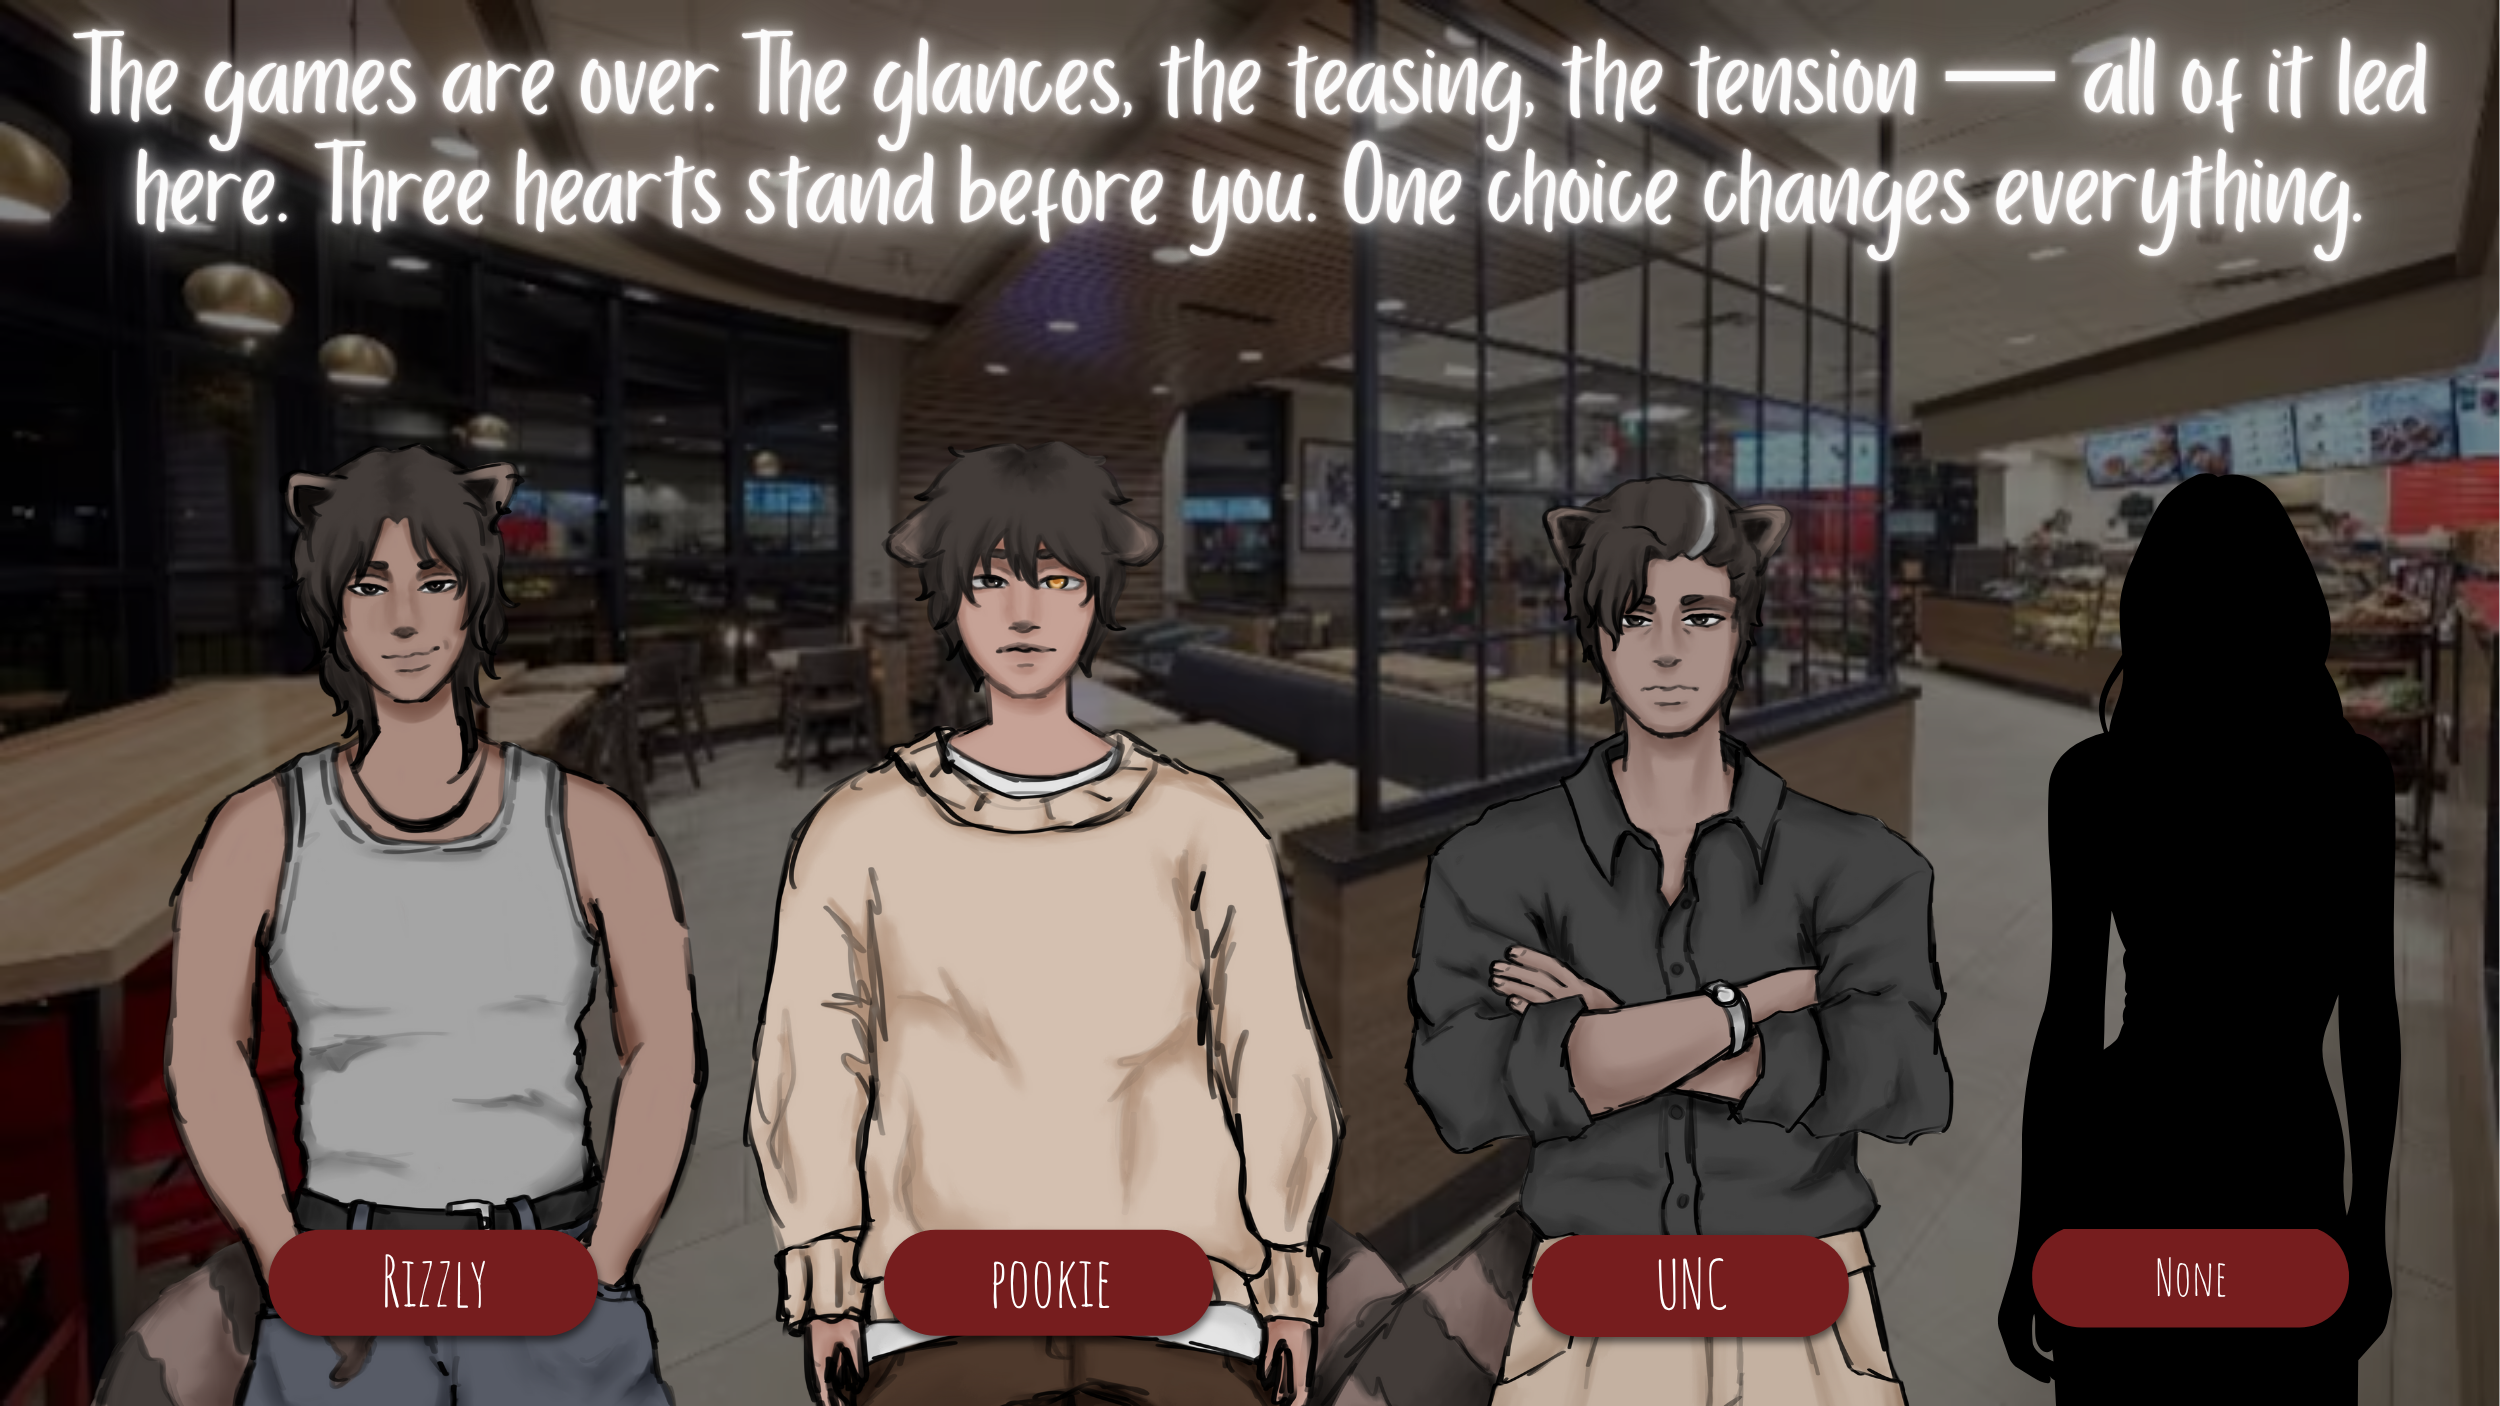 The games are over. The glances, the teasing, the tension — all of it led
here. Three hearts stand before you. One choice changes everything.
Rizzly
POOKIE
UNC
None